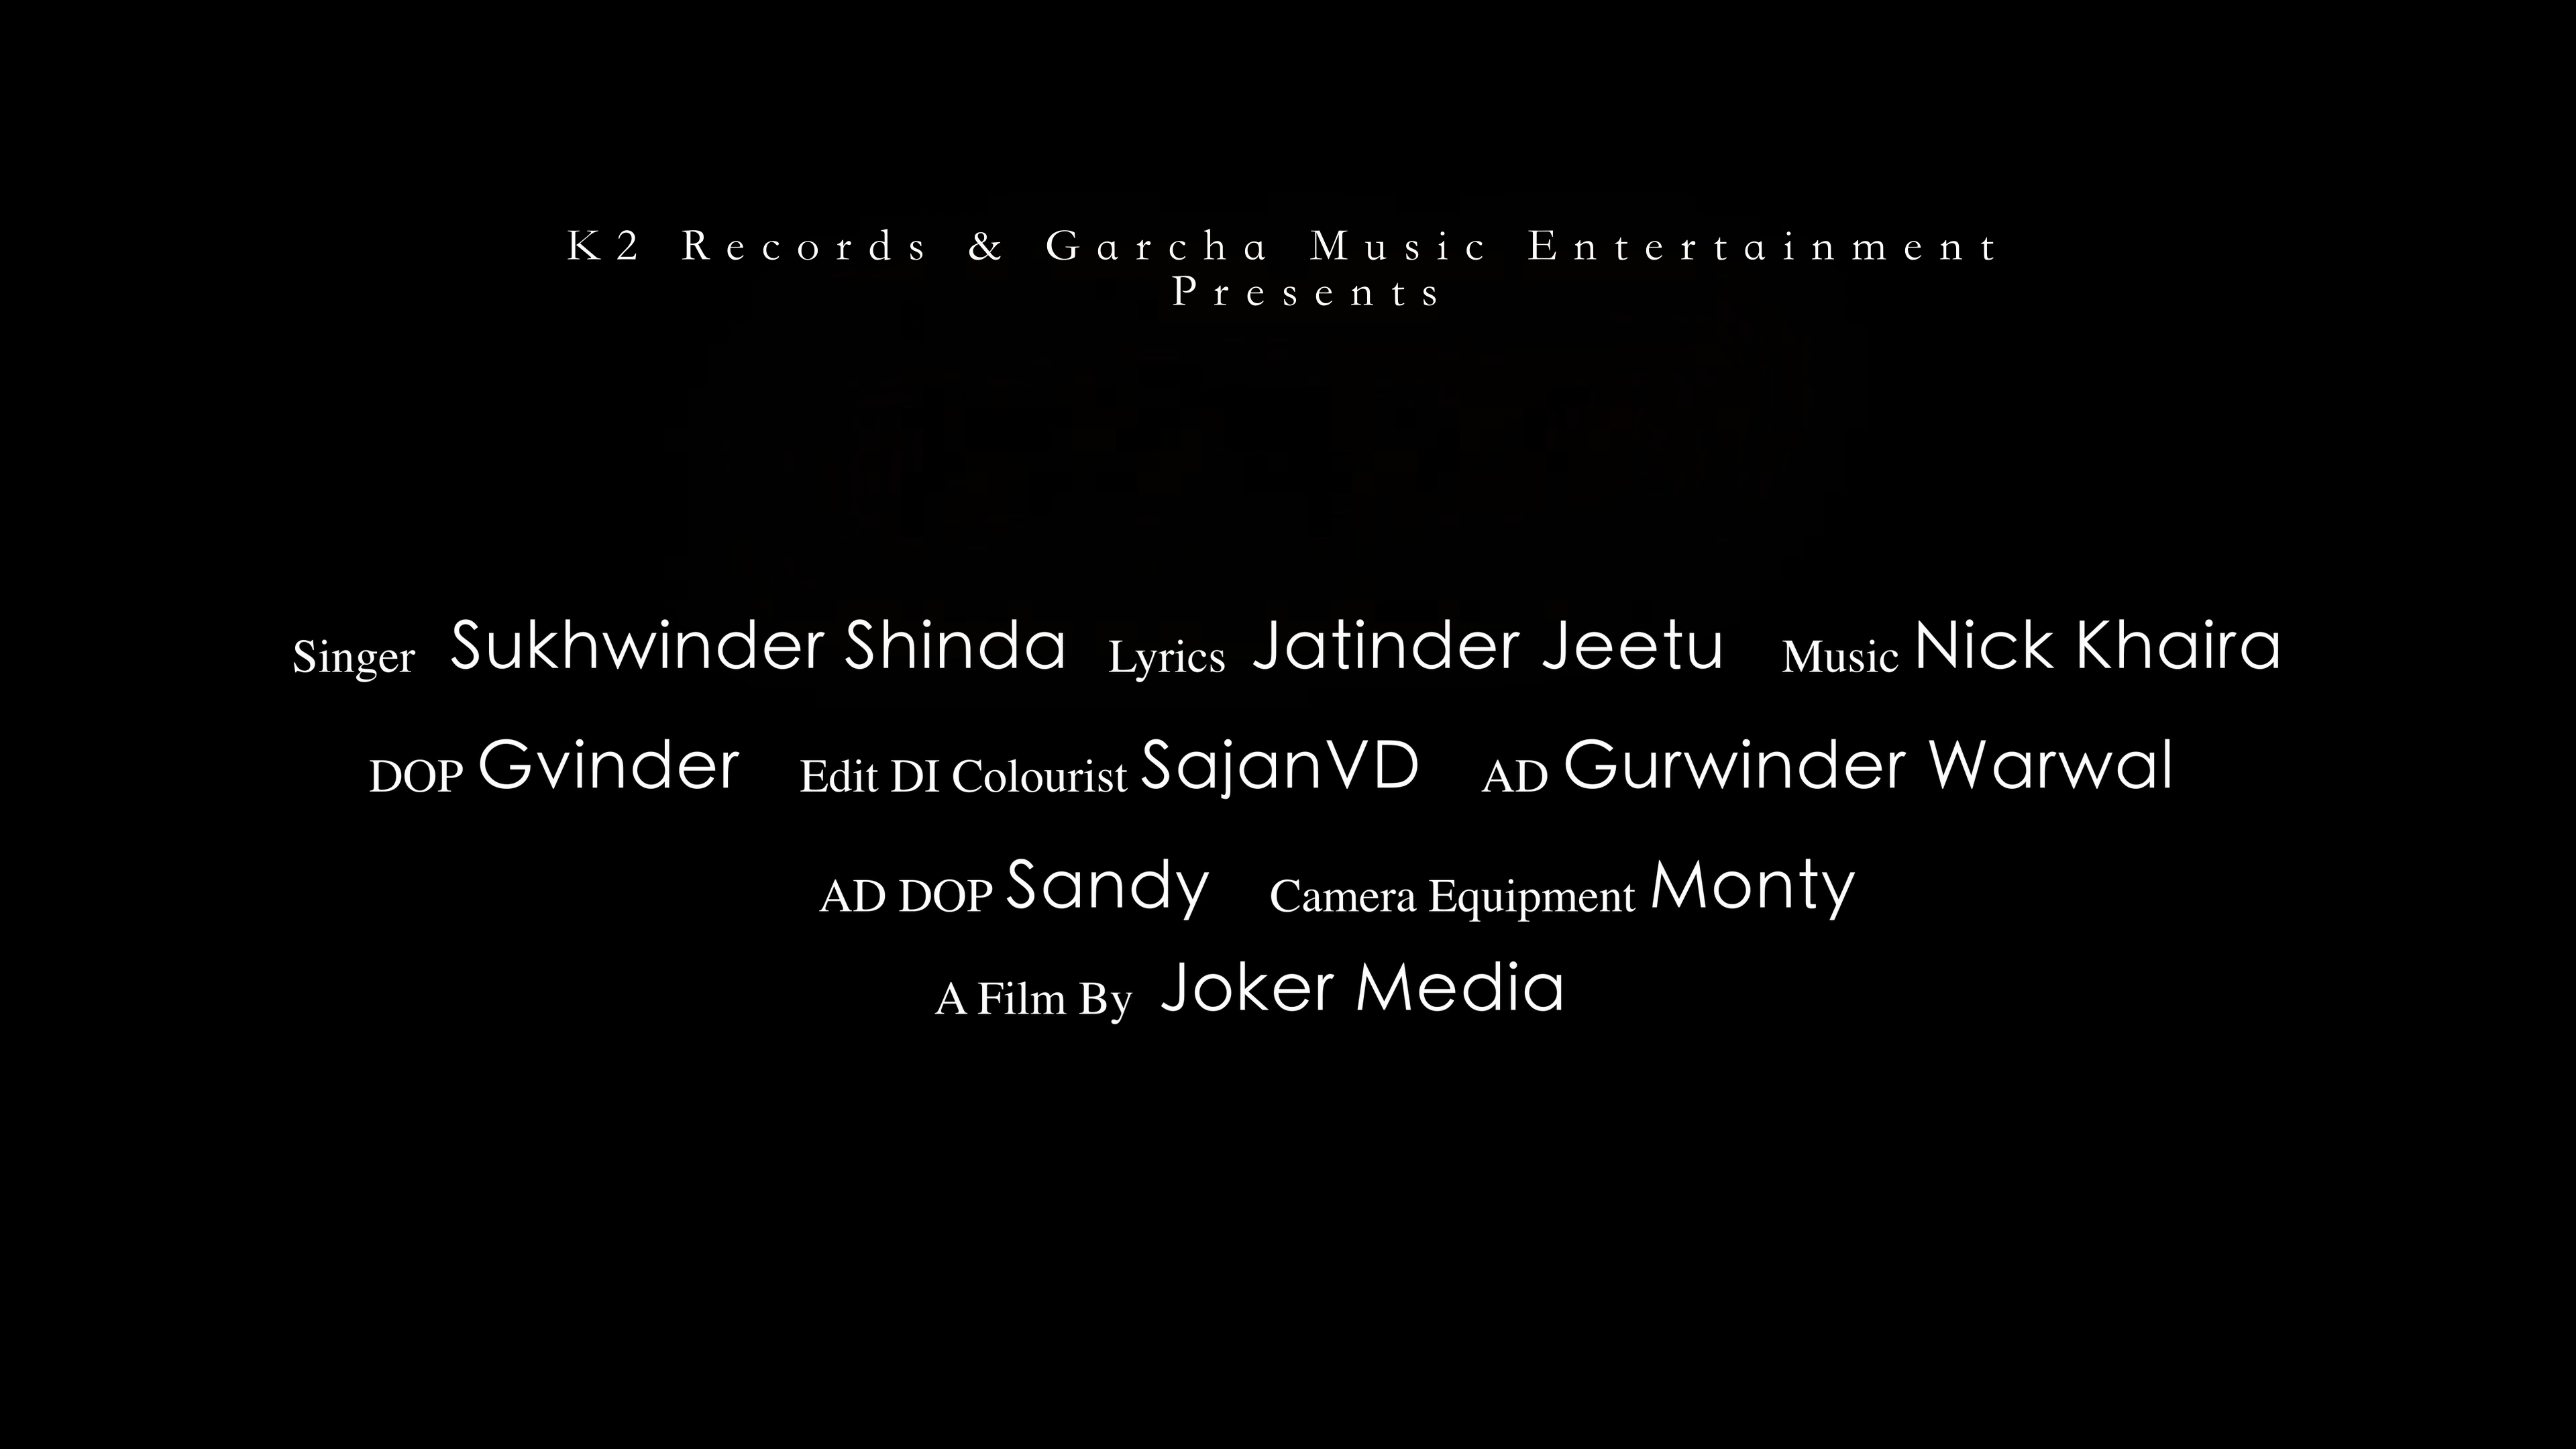 K2 Records & Garcha Music Entertainment
Presents
Singer Sukhwinder Shinda Lyrics Jatinder Jeetu Music Nick Khaira
DOP Gvinder Edit DI Colourist SajanVD AD Gurwinder Warwal
AD DOP Sandy Camera Equipment Monty
A Film By Joker Media